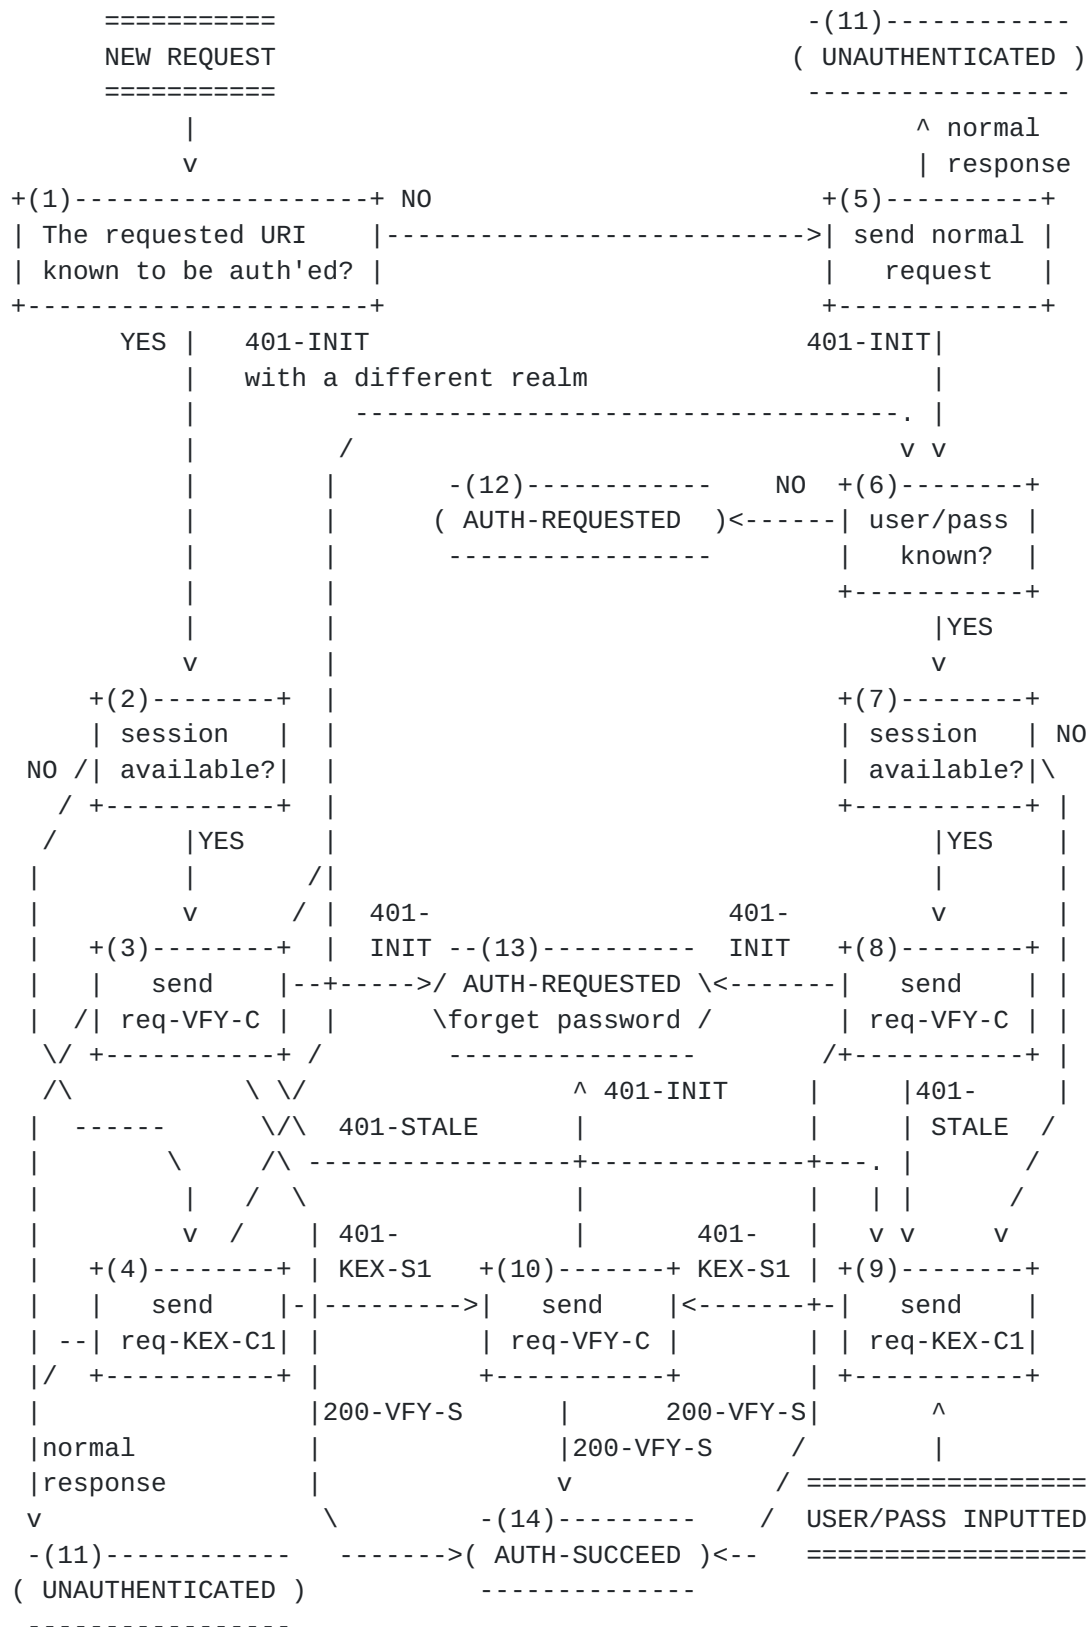 =========== -(11)------------
NEW REQUEST ( UNAUTHENTICATED )
=========== -----------------
| ^ normal
v | response
+(1)-------------------+ NO +(5)----------+
| The requested URI |--------------------------->| send normal |
| known to be auth'ed? | | request |
+----------------------+ +-------------+
YES | 401-INIT 401-INIT|
| with a different realm |
| -----------------------------------. |
| / v v
| | -(12)------------ NO +(6)--------+
| | ( AUTH-REQUESTED )<------| user/pass |
| | ----------------- | known? |
| | +-----------+
| | |YES
v | v
+(2)--------+ | +(7)--------+
| session | | | session | NO
NO /| available?| | | available?|\
/ +-----------+ | +-----------+ |
/ |YES | |YES |
| | /| | |
| v / | 401- 401- v |
| +(3)--------+ | INIT --(13)---------- INIT +(8)--------+ |
| | send |--+----->/ AUTH-REQUESTED \<-------| send | |
| /| req-VFY-C | | \forget password / | req-VFY-C | |
\/ +-----------+ / ---------------- /+-----------+ |
/\ \ \/ ^ 401-INIT | |401- |
| ------ \/\ 401-STALE | | | STALE /
| \ /\ -----------------+--------------+---. | /
| | / \ | | | | /
| v / | 401- | 401- | v v v
| +(4)--------+ | KEX-S1 +(10)-------+ KEX-S1 | +(9)--------+
| | send |-|--------->| send |<-------+-| send |
| --| req-KEX-C1| | | req-VFY-C | | | req-KEX-C1|
|/ +-----------+ | +-----------+ | +-----------+
| |200-VFY-S | 200-VFY-S| ^
|normal | |200-VFY-S / |
|response | v / ==================
v \ -(14)--------- / USER/PASS INPUTTED
-(11)------------ ------->( AUTH-SUCCEED )<-- ==================
( UNAUTHENTICATED ) --------------
-----------------